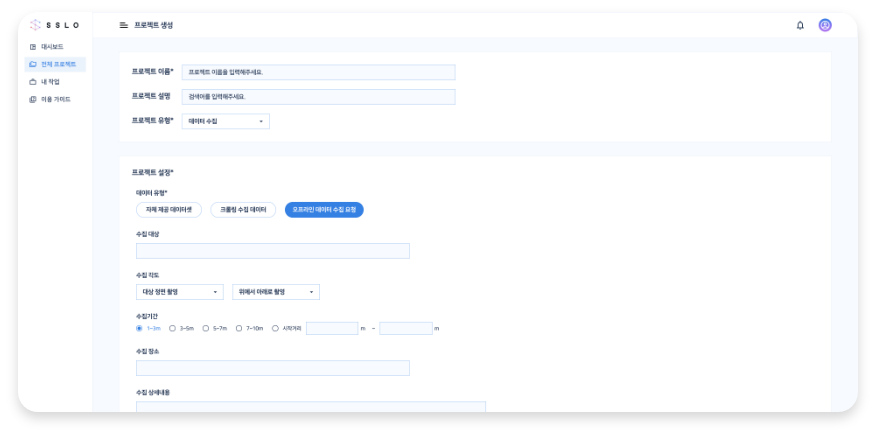 SSLO
프로젝트 생성
대시보드
전체 프로젝트
내 작업
이용 가이드
프로젝트 이름*
프로젝트 이름을 입력해주세요.
프로젝트 설명
검색어를 입력해주세요.
프로젝트 유형*
데이터 수집
프로젝트 설정*
데이터 유형*
자체 제공 데이터셋
크롤링 수집 데이터
오프라인 데이터 수집 요청
수집 대상
수집 각도
대상 정면 촬영
위에서 아래로 촬영
수집기간
1~3m
3~5m
5~7m
7~10m
시작거리
m
-
m
수집 장소
수집 상세내용